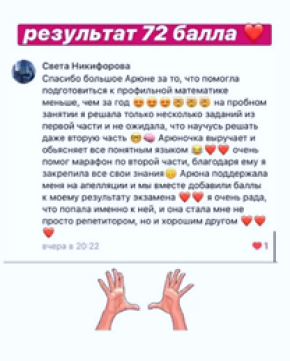 результат 72 балла ❤️
Света Никифорова
Спасибо большое Арюне за то, что помогла
подготовиться к профильной математике
меньше, чем за год 😍😍😍🤯🤯🤯 на пробном
занятии я решала только несколько заданий из
первой части и не ожидала, что научусь решать
даже вторую часть 🤓🧠 Арюночка выручает и
обьясняет все понятным языком 😂❤️❤️ очень
помог марафон по второй части, благодаря ему я
закрепила все свои знания🙂 Арюна поддержала
меня на апелляции и мы вместе добавили баллы
к моему результату экзамена ❤️❤️ я очень рада,
что попала именно к ней, и она стала мне не
просто репетитором, но и хорошим другом ❤️❤️
❤️
вчера в 20:22
❤️ 1